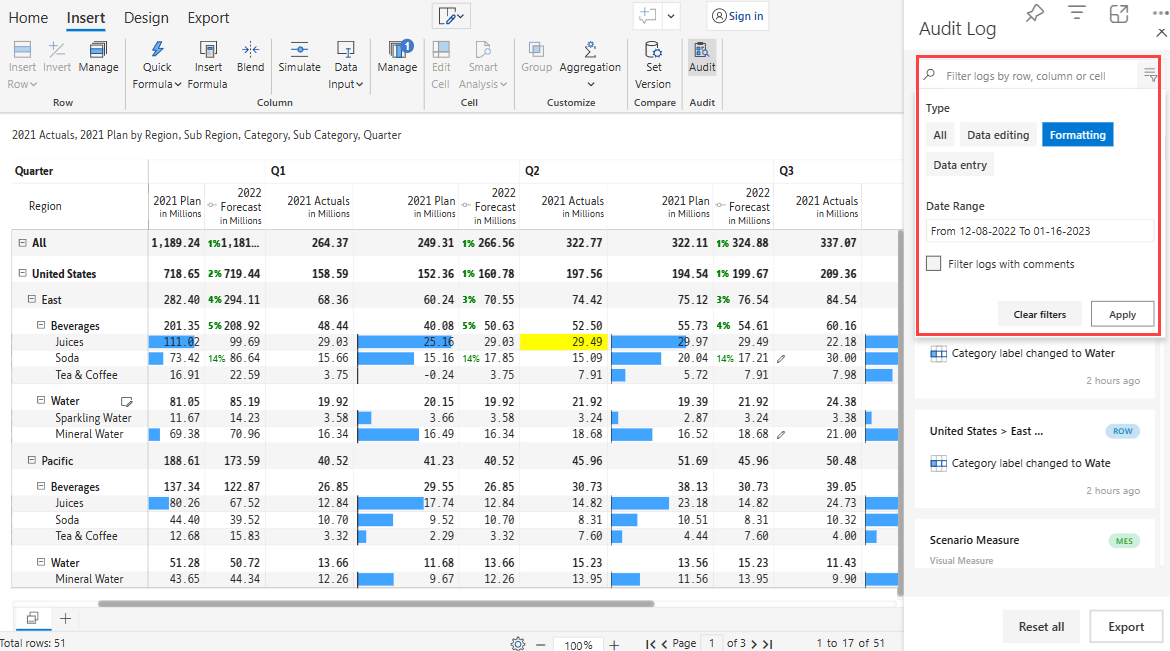 Home Insert Design Export Sign in
Insert Row Invert Manage Quick Formula Insert Formula Blend Simulate Data Input Manage 1 Edit Cell Smart Analysis Group Aggregation Set Version Audit
Row Column Cell Customize Compare Audit
2021 Actuals, 2021 Plan by Region, Sub Region, Category, Sub Category, Quarter
Quarter Q1 Q2 Q3
Region 2021 Plan in Millions 2022 Forecast in Millions 2021 Actuals in Millions 2021 Plan in Millions 2022 Forecast in Millions 2021 Actuals in Millions 2021 Plan in Millions 2022 Forecast in Millions 2021 Actuals in Millions
All 1,189.24 1% 1,181... 264.37 249.31 1% 266.56 322.77 322.11 1% 324.88 337.07
United States 718.65 2% 719.44 158.59 152.36 1% 160.78 197.56 194.54 1% 199.67 209.36
East 282.40 4% 294.11 68.36 60.24 3% 70.55 74.42 75.12 3% 76.54 84.54
Beverages 201.35 5% 208.92 48.44 40.08 5% 50.63 52.50 55.73 4% 54.61 60.16
Juices 111.02 99.69 29.03 25.16 29.03 29.49 29.97 29.49 22.18
Soda 73.42 14% 86.64 15.66 15.16 14% 17.85 15.09 20.04 14% 17.21 30.00
Tea & Coffee 16.91 22.59 3.75 -0.24 3.75 7.91 5.72 7.91 7.98
Water 81.05 85.19 19.92 20.15 19.92 21.92 19.39 21.92 24.38
Sparkling Water 11.67 14.23 3.58 3.66 3.58 3.24 2.87 3.24 3.38
Mineral Water 69.38 70.96 16.34 16.49 16.34 18.68 16.52 18.68 21.00
Pacific 188.61 173.59 40.52 41.23 40.52 45.96 51.69 45.96 50.48
Beverages 137.34 122.87 26.85 29.55 26.85 30.73 38.13 30.73 39.05
Juices 80.26 67.52 12.84 17.74 12.84 14.82 23.18 14.82 24.73
Soda 44.40 39.52 10.70 9.52 10.70 8.31 10.51 8.31 10.32
Tea & Coffee 12.68 15.83 3.32 2.29 3.32 7.60 4.44 7.60 4.00
Water 51.28 50.72 13.66 11.68 13.66 15.23 13.56 15.23 11.43
Mineral Water 43.65 44.34 12.26 9.67 12.26 13.95 11.56 13.95 9.90
Total rows: 51 100% Page 1 of 3 1 to 17 of 51
Audit Log
Filter logs by row, column or cell
Type
All Data editing Formatting
Data entry
Date Range
From 12-08-2022 To 01-16-2023
Filter logs with comments
Clear filters Apply
Category label changed to Water
2 hours ago
United States > East ... ROW
Category label changed to Wate
2 hours ago
Scenario Measure MES
Visual Measure
Reset all Export